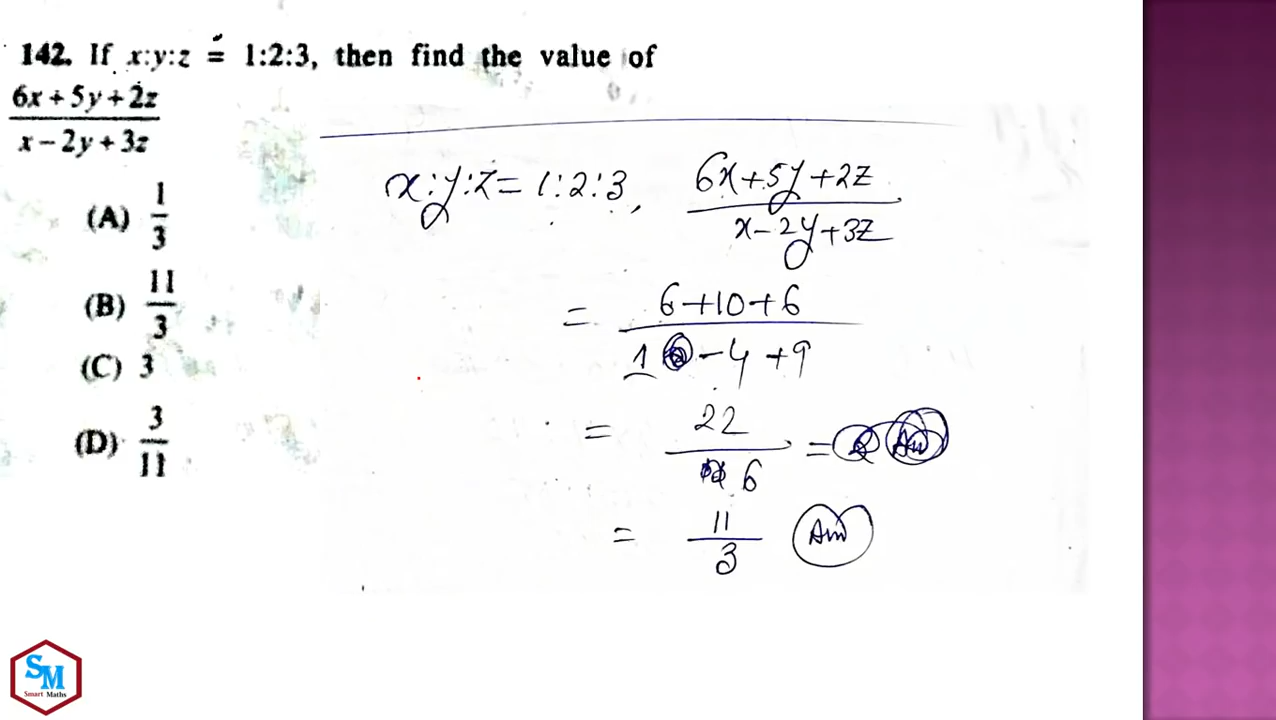 142. If x:y:z = 1:2:3, then find the value of
6x+5y+2z
x-2y+3z
(A) 1/3
(B) 11/3
(C) 3
(D) 3/11
x:y:z = 1:2:3, 6x+5y+2z
x-2y+3z
= 6+10+6
1 -4 +9
= 22
6
=
= 11/3 Ans
SM
Smart Maths